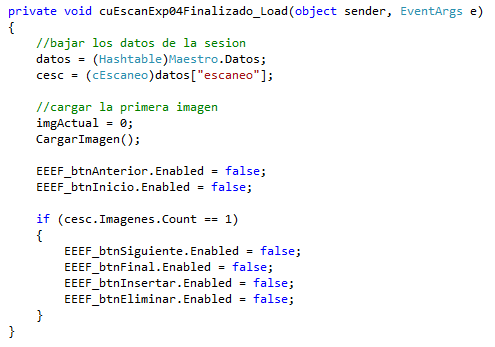 private void cuEscanExp04Finalizado_Load(object sender, EventArgs e)
{
    //bajar los datos de la sesion
    datos = (Hashtable)Maestro.Datos;
    cesc = (cEscaneo)datos["escaneo"];

    //cargar la primera imagen
    imgActual = 0;
    CargarImagen();

    EEEF_btnAnterior.Enabled = false;
    EEEF_btnInicio.Enabled = false;

    if (cesc.Imagenes.Count == 1)
    {
        EEEF_btnSiguiente.Enabled = false;
        EEEF_btnFinal.Enabled = false;
        EEEF_btnInsertar.Enabled = false;
        EEEF_btnEliminar.Enabled = false;
    }
}